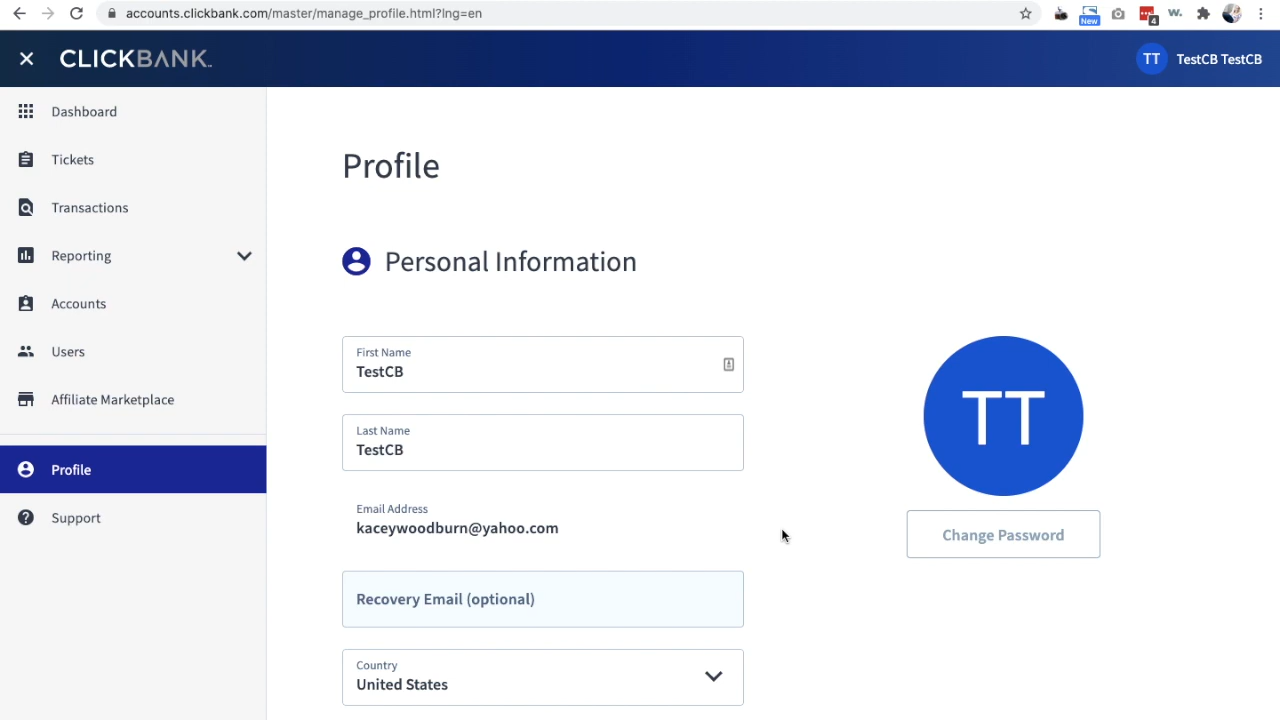 accounts.clickbank.com/master/manage_profile.html?lng=en
New
4
W.
CLICKBANK
TT TestCB TestCB
Dashboard
Tickets
Transactions
Reporting
Accounts
Users
Affiliate Marketplace
Profile
Support
Profile
Personal Information
First Name
TestCB
Last Name
TestCB
Email Address
kaceywoodburn@yahoo.com
Recovery Email (optional)
Country
United States
TT
Change Password